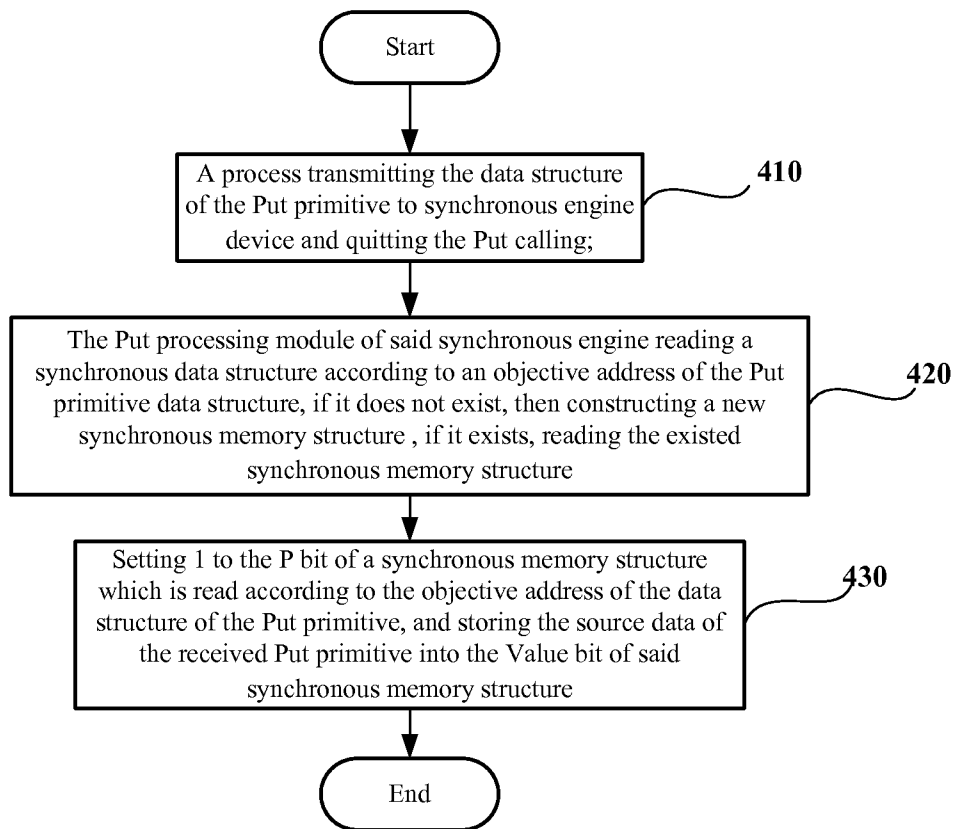 Start
A process transmitting the data structure
of the Put primitive to synchronous engine
device and quitting the Put calling;
410
The Put processing module of said synchronous engine reading a
synchronous data structure according to an objective address of the Put
primitive data structure, if it does not exist, then constructing a new
synchronous memory structure , if it exists, reading the existed
synchronous memory structure
420
Setting 1 to the P bit of a synchronous memory structure
which is read according to the objective address of the data
structure of the Put primitive, and storing the source data of
the received Put primitive into the Value bit of said
synchronous memory structure
430
End